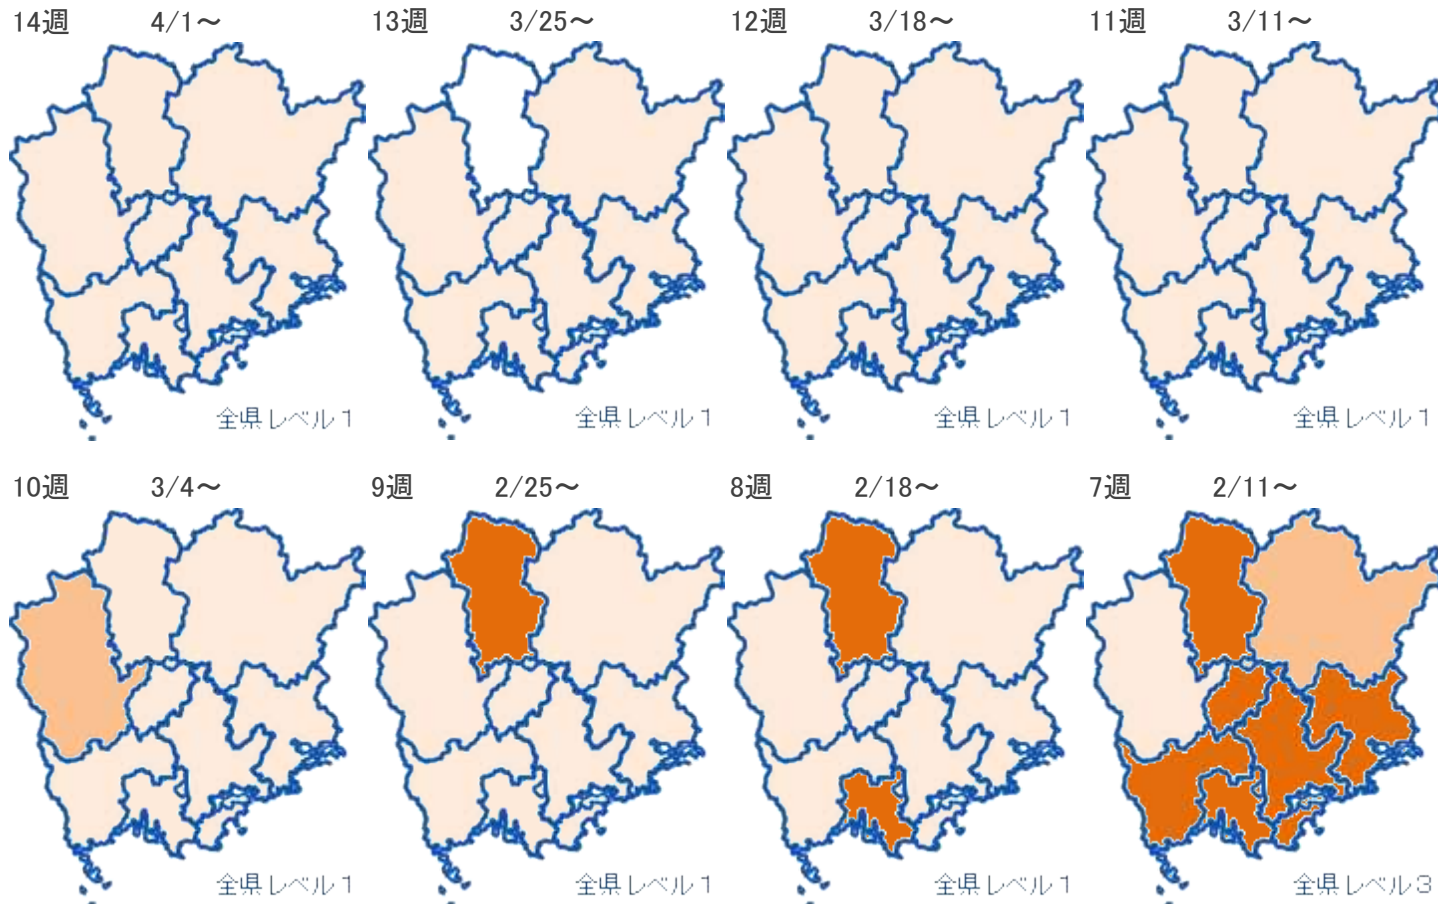 14週 4/1～
13週 3/25～
12週 3/18～
11週 3/11～
全県レベル１
全県レベル１
全県レベル１
全県レベル１
10週 3/4～
9週 2/25～
8週 2/18～
7週 2/11～
全県レベル１
全県レベル１
全県レベル１
全県レベル３